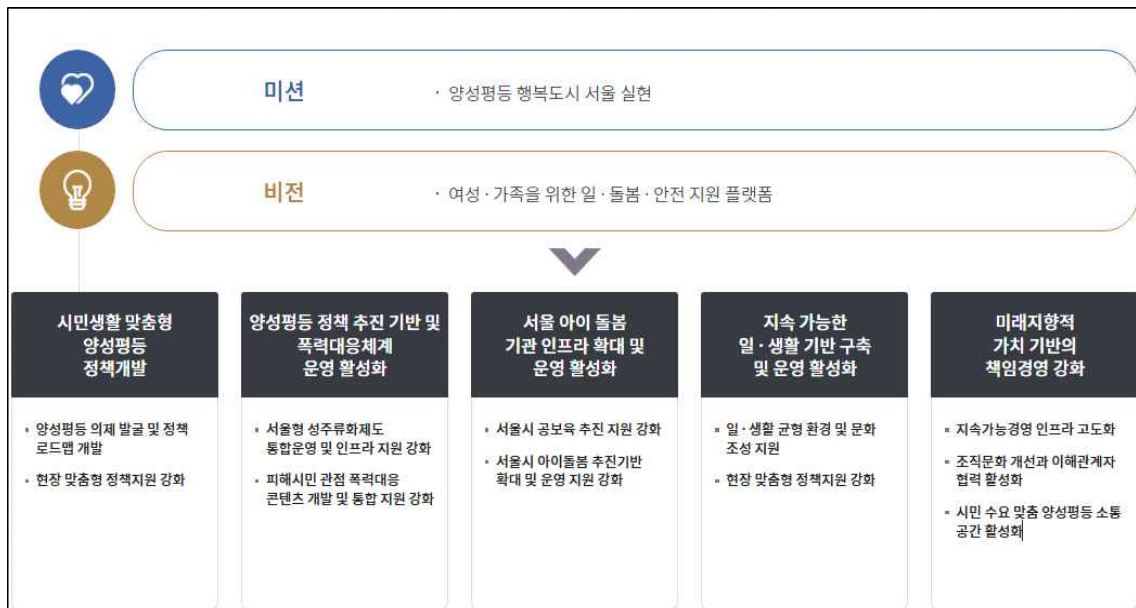 미션
· 양성평등 행복도시 서울 실현
비전
· 여성 · 가족을 위한 일 · 돌봄 · 안전 지원 플랫폼
시민생활 맞춤형
양성평등
정책개발
▪ 양성평등 의제 발굴 및 정책
로드맵 개발
▪ 현장 맞춤형 정책지원 강화
양성평등 정책 추진 기반 및
폭력대응체계
운영 활성화
▪ 서울형 성주류화제도
통합운영 및 인프라 지원 강화
▪ 피해시민 관점 폭력대응
콘텐츠 개발 및 통합 지원 강화
서울 아이 돌봄
기관 인프라 확대 및
운영 활성화
▪ 서울시 공보육 추진 지원 강화
▪ 서울시 아이돌봄 추진기반
확대 및 운영 지원 강화
지속 가능한
일 · 생활 기반 구축
및 운영 활성화
▪ 일 · 생활 균형 환경 및 문화
조성 지원
▪ 현장 맞춤형 정책지원 강화
미래지향적
가치 기반의
책임경영 강화
▪ 지속가능경영 인프라 고도화
▪ 조직문화 개선과 이해관계자
협력 활성화
▪ 시민 수요 맞춤 양성평등 소통
공간 활성화